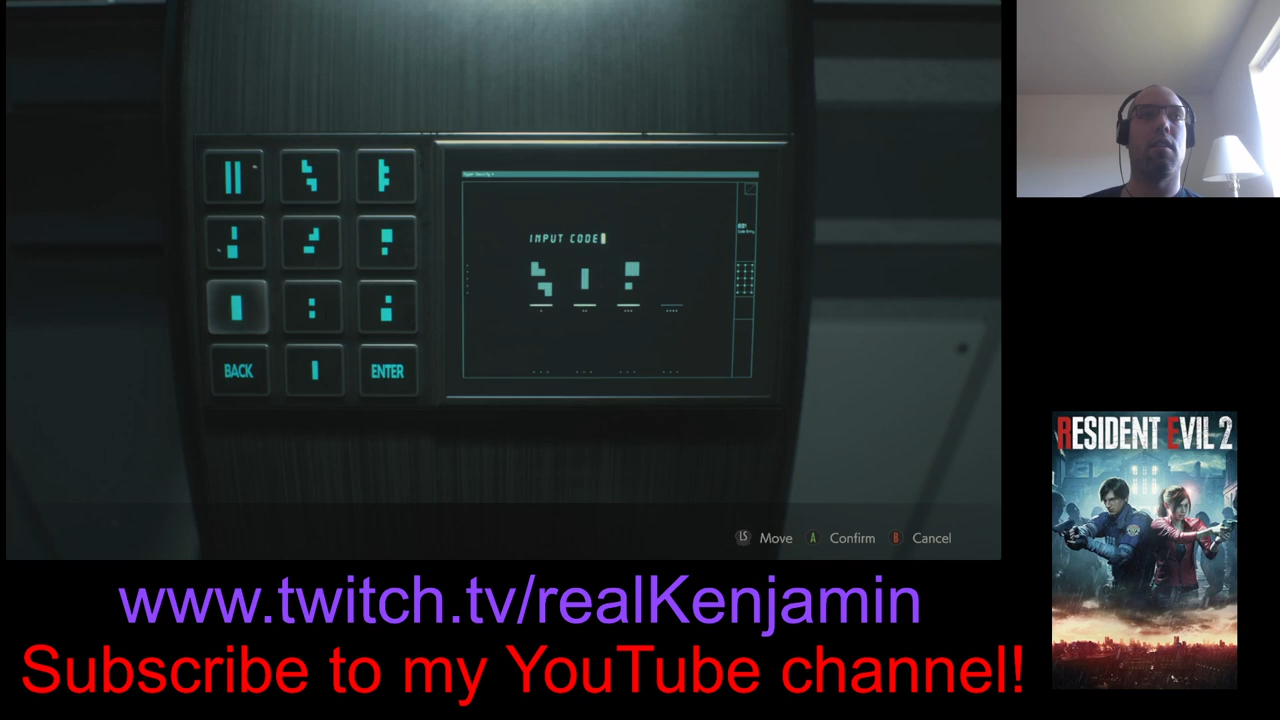 INPUT CODE
BACK
ENTER
LS Move A Confirm B Cancel
RESIDENT EVIL 2
www.twitch.tv/realKenjamin
Subscribe to my YouTube channel!